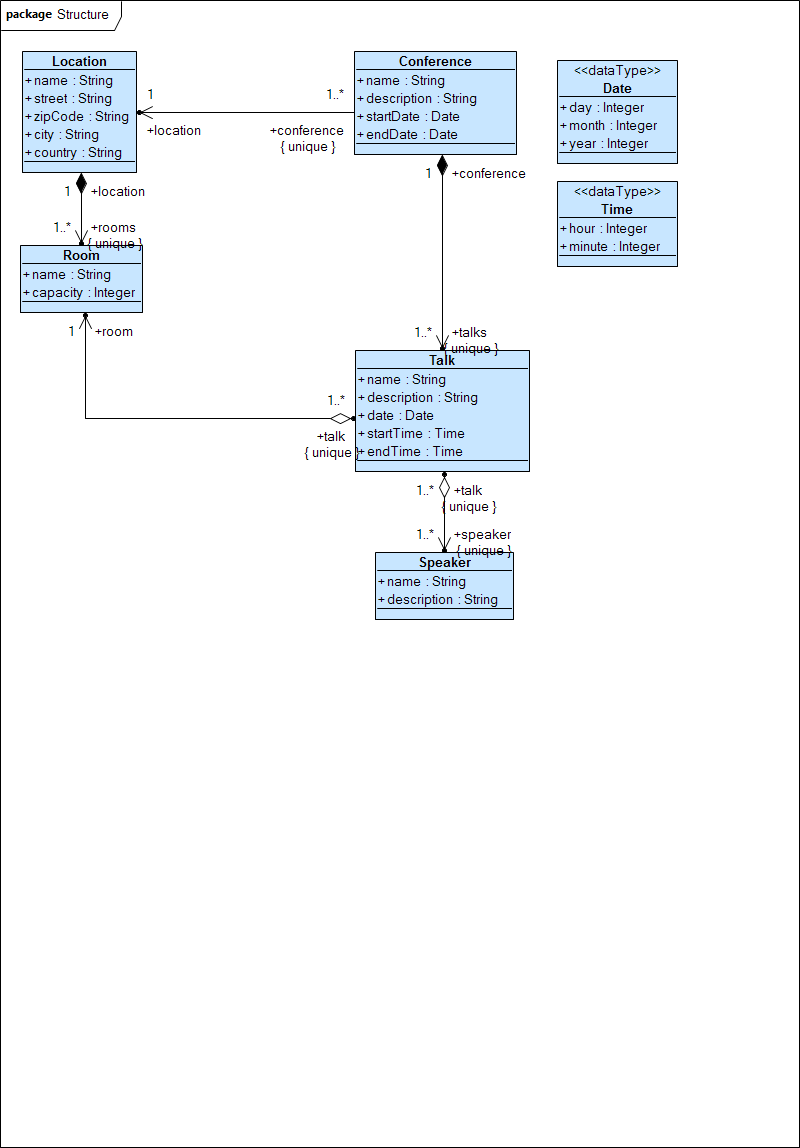 package Structure
Location
+ name : String
+ street : String
+ zipCode : String
+ city : String
+ country : String
1
+location
1..*
+conference
{ unique }
Conference
+ name : String
+ description : String
+ startDate : Date
+ endDate : Date
<<dataType>>
Date
+ day : Integer
+ month : Integer
+ year : Integer
<<dataType>>
Time
+ hour : Integer
+ minute : Integer
1
+location
1..*
+rooms
{ unique }
Room
+ name : String
+ capacity : Integer
1
+room
1
+conference
1..*
+talks
{ unique }
Talk
+ name : String
+ description : String
+ date : Date
+ startTime : Time
+ endTime : Time
1..*
+talk
{ unique }
1..*
+talk
{ unique }
1..*
+speaker
{ unique }
Speaker
+ name : String
+ description : String